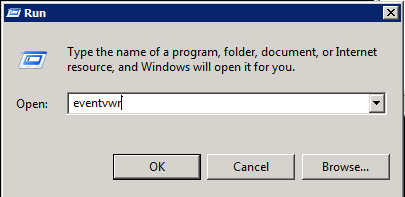 Run
Type the name of a program, folder, document, or Internet
resource, and Windows will open it for you.
Open: eventvwr
OK Cancel Browse...